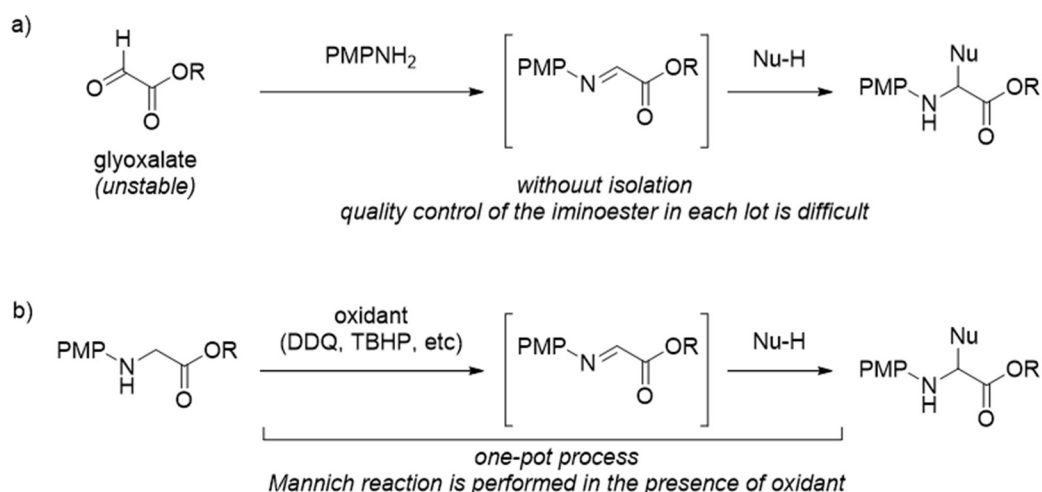 a)
H
O
OR
O
glyoxalate
(unstable)
PMPNH₂
PMP
N
OR
O
Nu-H
Nu
PMP
N
H
OR
O
withouut isolation
quality control of the iminoester in each lot is difficult
b)
PMP
N
H
OR
O
oxidant
(DDQ, TBHP, etc)
PMP
N
OR
O
Nu-H
Nu
PMP
N
H
OR
O
one-pot process
Mannich reaction is performed in the presence of oxidant